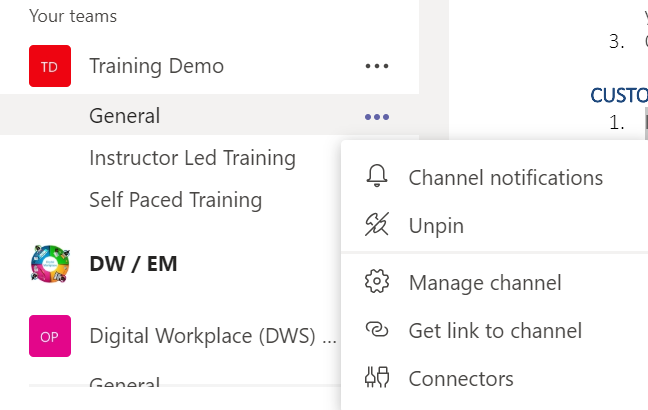 Your teams
TD
Training Demo
General
Instructor Led Training
Self Paced Training
DW / EM
OP
Digital Workplace (DWS) ...
General
3.
CUSTO
1.
Channel notifications
Unpin
Manage channel
Get link to channel
Connectors